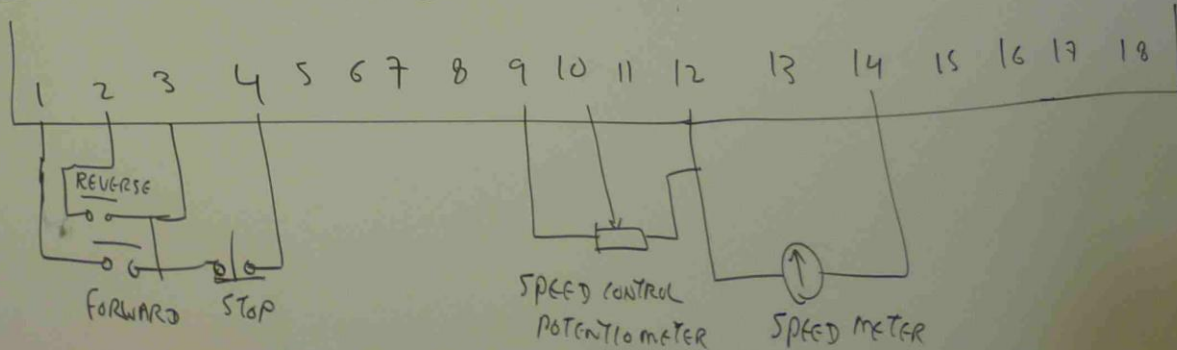 1 2 3 4 5 6 7 8 9 10 11 12 13 14 15 16 17 18
REVERSE
FORWARD
STOP
SPEED CONTROL
POTENTIOMETER
SPEED METER